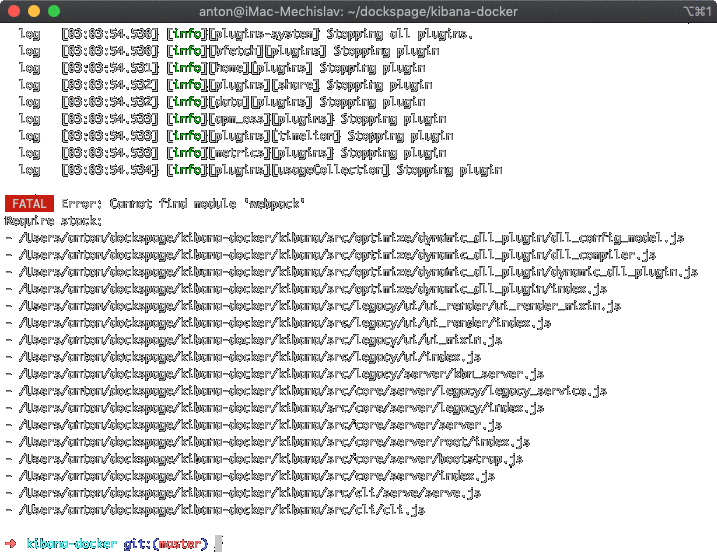 anton@iMac-Mechislav: ~/dockspage/kibana-docker ⌥⌘1
log [03:03:54.530] [info][plugins-system] Stopping all plugins.
log [03:03:54.530] [info][bfetch][plugins] Stopping plugin
log [03:03:54.531] [info][home][plugins] Stopping plugin
log [03:03:54.532] [info][plugins][share] Stopping plugin
log [03:03:54.532] [info][data][plugins] Stopping plugin
log [03:03:54.533] [info][apm_oss][plugins] Stopping plugin
log [03:03:54.533] [info][plugins][timelion] Stopping plugin
log [03:03:54.533] [info][metrics][plugins] Stopping plugin
log [03:03:54.534] [info][plugins][usageCollection] Stopping plugin
FATAL Error: Cannot find module 'webpack'
Require stack:
- /Users/anton/dockspage/kibana-docker/kibana/src/optimize/dynamic_dll_plugin/dll_config_model.js
- /Users/anton/dockspage/kibana-docker/kibana/src/optimize/dynamic_dll_plugin/dll_compiler.js
- /Users/anton/dockspage/kibana-docker/kibana/src/optimize/dynamic_dll_plugin/dynamic_dll_plugin.js
- /Users/anton/dockspage/kibana-docker/kibana/src/optimize/dynamic_dll_plugin/index.js
- /Users/anton/dockspage/kibana-docker/kibana/src/legacy/ui/ui_render/ui_render_mixin.js
- /Users/anton/dockspage/kibana-docker/kibana/src/legacy/ui/ui_render/index.js
- /Users/anton/dockspage/kibana-docker/kibana/src/legacy/ui/ui_mixin.js
- /Users/anton/dockspage/kibana-docker/kibana/src/legacy/ui/index.js
- /Users/anton/dockspage/kibana-docker/kibana/src/legacy/server/kbn_server.js
- /Users/anton/dockspage/kibana-docker/kibana/src/core/server/legacy/legacy_service.js
- /Users/anton/dockspage/kibana-docker/kibana/src/core/server/legacy/index.js
- /Users/anton/dockspage/kibana-docker/kibana/src/core/server/server.js
- /Users/anton/dockspage/kibana-docker/kibana/src/core/server/root/index.js
- /Users/anton/dockspage/kibana-docker/kibana/src/core/server/bootstrap.js
- /Users/anton/dockspage/kibana-docker/kibana/src/core/server/index.js
- /Users/anton/dockspage/kibana-docker/kibana/src/cli/serve/serve.js
- /Users/anton/dockspage/kibana-docker/kibana/src/cli/cli.js
➜ kibana-docker git:(master)